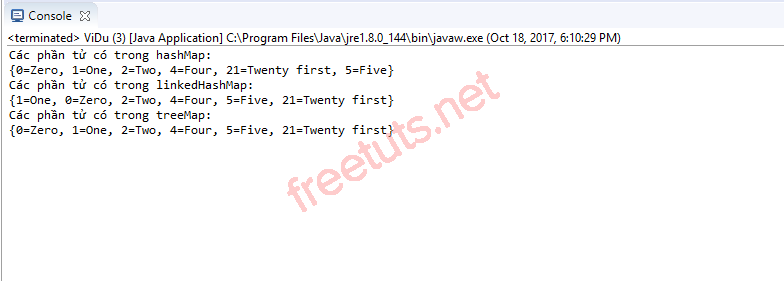 Console
<terminated> ViDu (3) [Java Application] C:\Program Files\Java\jre1.8.0_144\bin\javaw.exe (Oct 18, 2017, 6:10:29 PM)
Các phần tử có trong hashMap:
{0=Zero, 1=One, 2=Two, 4=Four, 21=Twenty first, 5=Five}
Các phần tử có trong linkedHashMap:
{1=One, 0=Zero, 2=Two, 4=Four, 5=Five, 21=Twenty first}
Các phần tử có trong treeMap:
{0=Zero, 1=One, 2=Two, 4=Four, 5=Five, 21=Twenty first}
freetuts.net